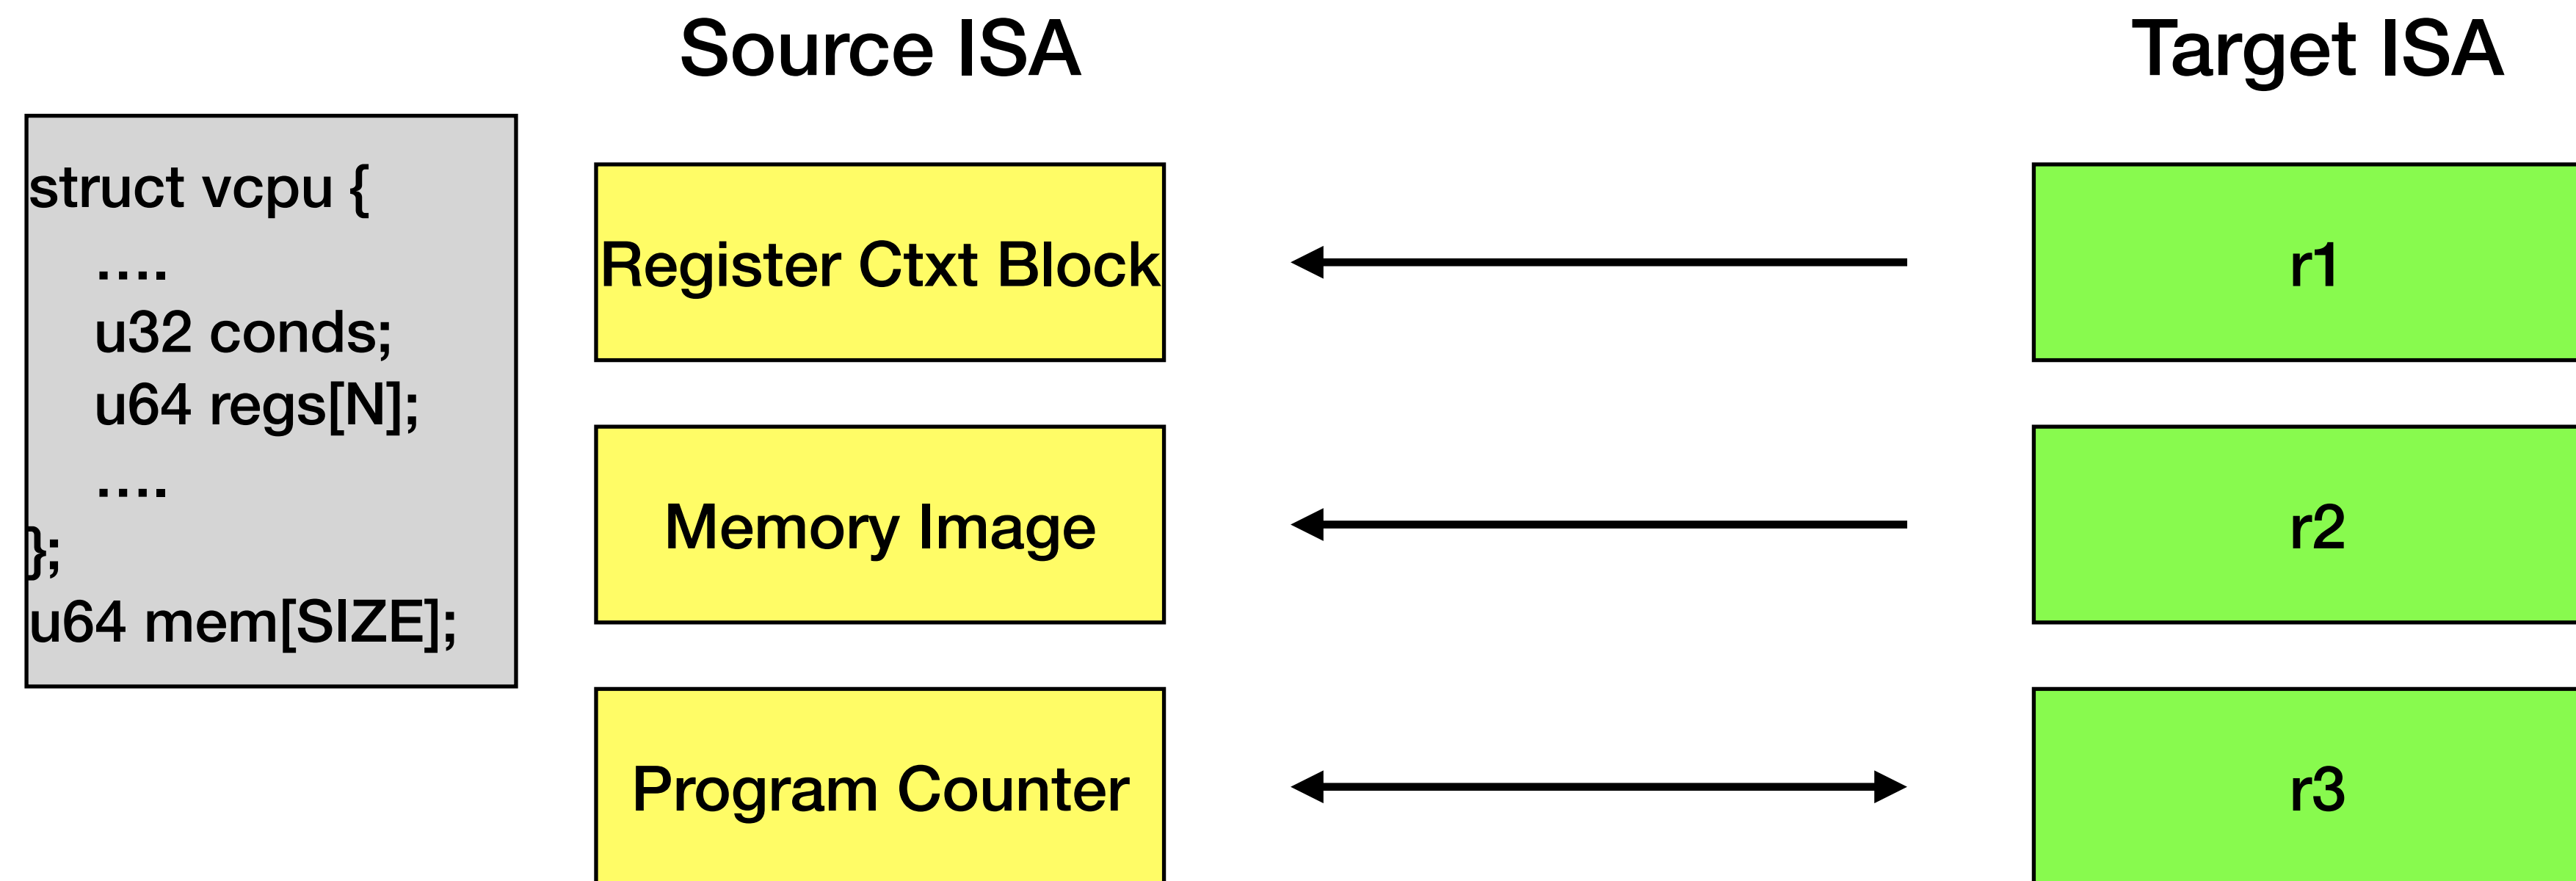 Source ISA
Target ISA
struct vcpu {
....
u32 conds;
u64 regs[N];
....
};
u64 mem[SIZE];
Register Ctxt Block
r1
Memory Image
r2
Program Counter
r3